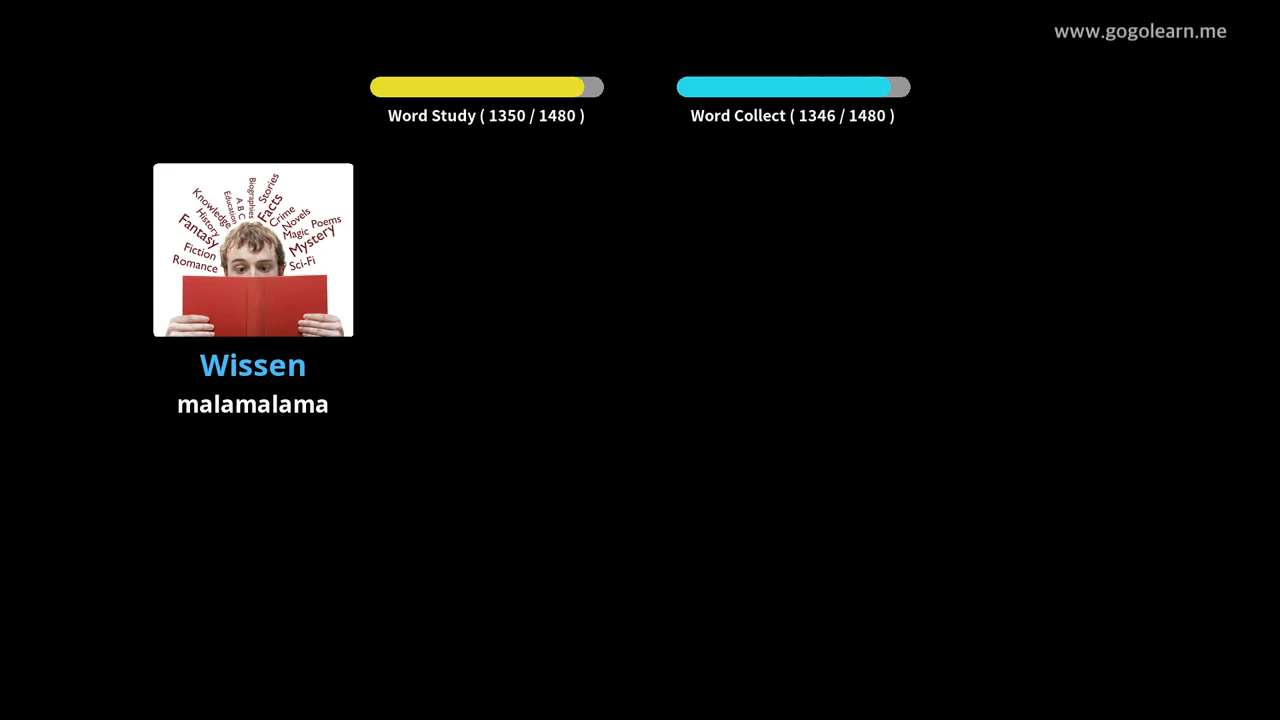 www.gogolearn.me
Word Study ( 1350 / 1480 )
Word Collect ( 1346 / 1480 )
Knowledge
History
Fantasy
Fiction
Romance
Education
A B C
Biographies
Stories
Facts
Crime
Novels
Magic
Poems
Mystery
Sci-Fi
Wissen
malamalama